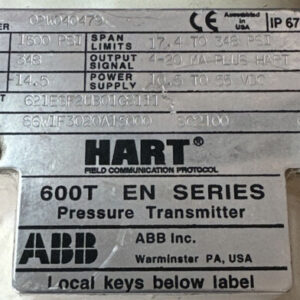 Assembled in USA
CE IP 67
1600 PSI SPAN LIMITS 17.4 TO 348 PSI
348 OUTPUT SIGNAL 4-20 MA PLUS HART
14.5 POWER SUPPLY 10.5 TO 55 VDC
HART®
FIELD COMMUNICATION PROTOCOL
600T EN SERIES
Pressure Transmitter
ABB ABB Inc.
Warminster PA, USA
Local keys below label